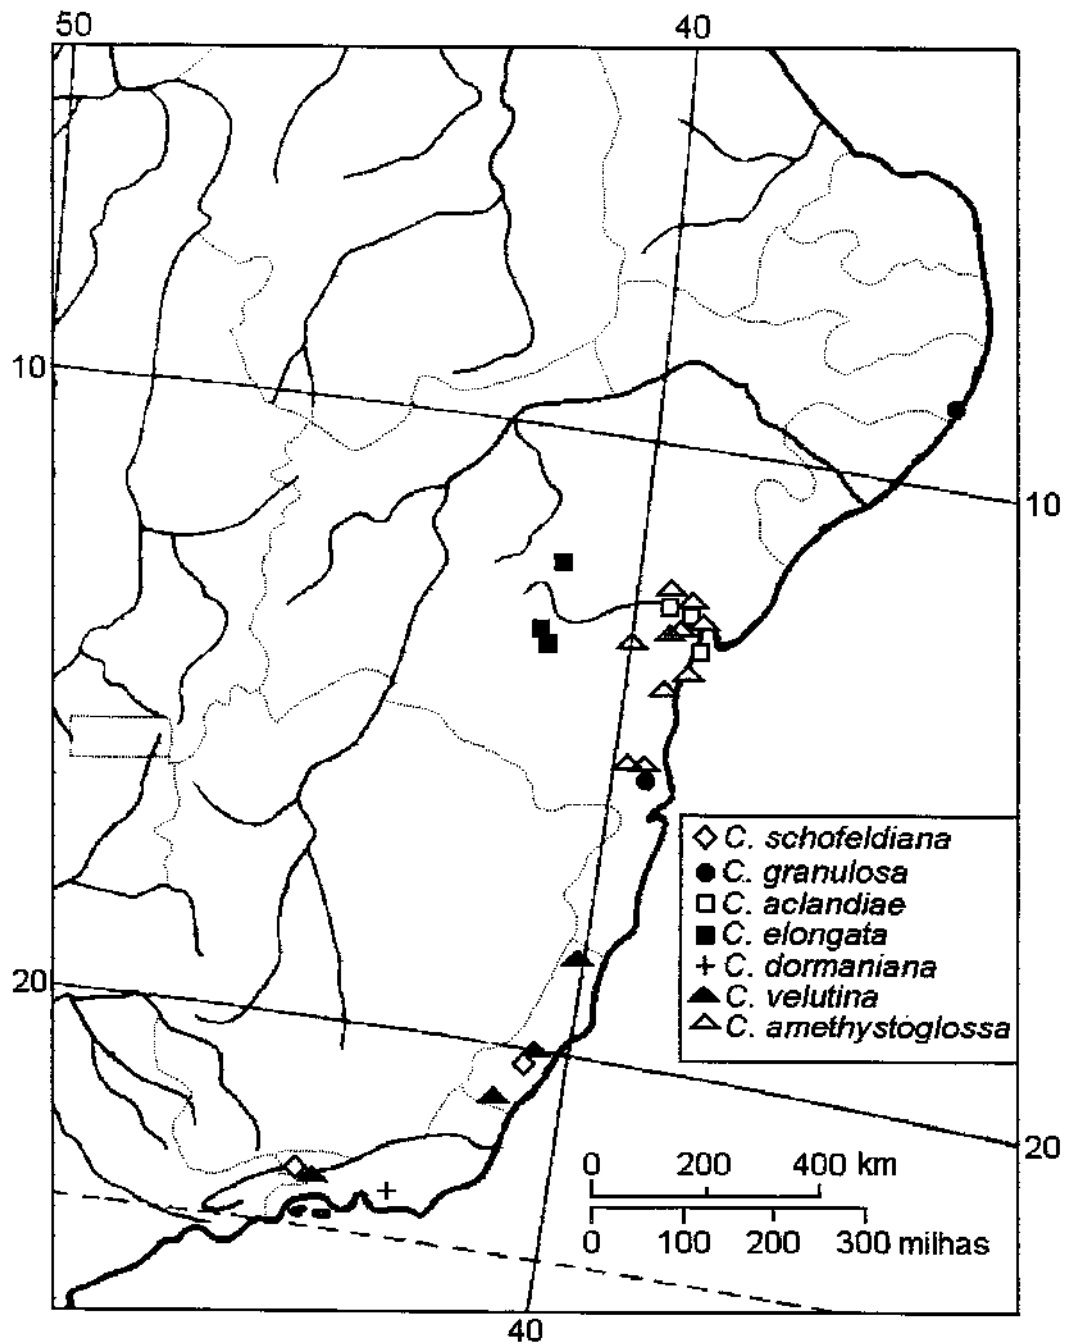 50 40
10
10
20
C. schofeldiana
C. granulosa
C. aclandiae
C. elongata
C. dormaniana
C. velutina
C. amethystoglossa
20
0 200 400 km
0 100 200 300 milhas
40